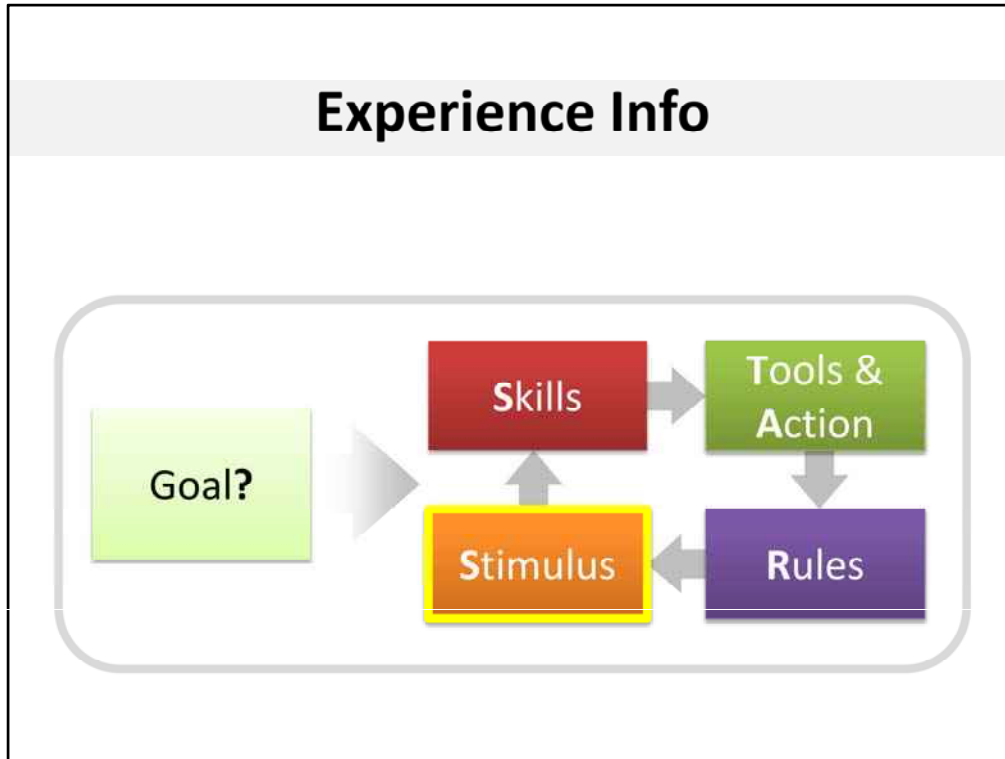 Experience Info
Goal?
Skills
Tools &
Action
Stimulus
Rules